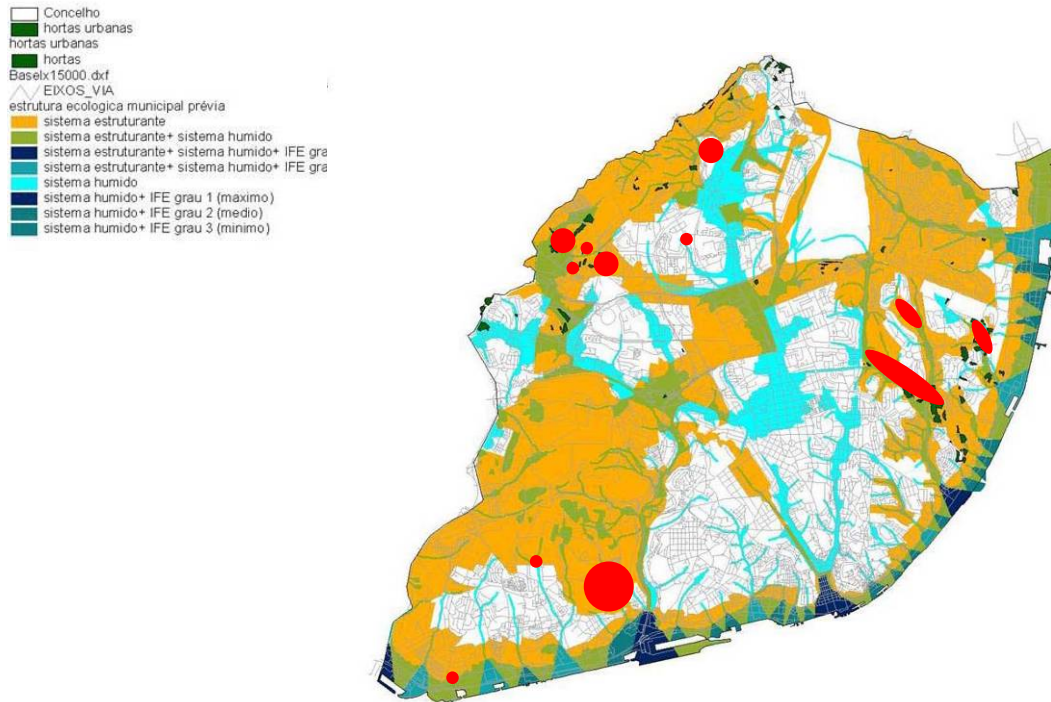 Concelho
hortas urbanas
hortas urbanas
hortas
Baselx15000.dxf
EIXOS_VIA
estrutura ecologica municipal prévia
sistema estruturante
sistema estruturante+ sistema humido
sistema estruturante+ sistema humido+ IFE gra
sistema estruturante+ sistema humido+ IFE gra
sistema humido
sistema humido+ IFE grau 1 (maximo)
sistema humido+ IFE grau 2 (medio)
sistema humido+ IFE grau 3 (minimo)